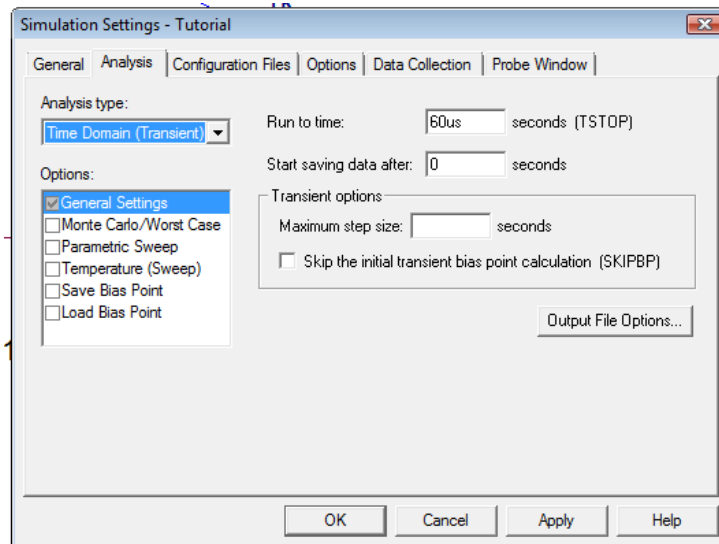 Simulation Settings - Tutorial
General Analysis Configuration Files Options Data Collection Probe Window
Analysis type:
Time Domain (Transient)
Options:
General Settings
Monte Carlo/Worst Case
Parametric Sweep
Temperature (Sweep)
Save Bias Point
Load Bias Point
Run to time: 60us seconds (TSTOP)
Start saving data after: 0 seconds
Transient options
Maximum step size: seconds
Skip the initial transient bias point calculation (SKIPBP)
Output File Options...
OK Cancel Apply Help